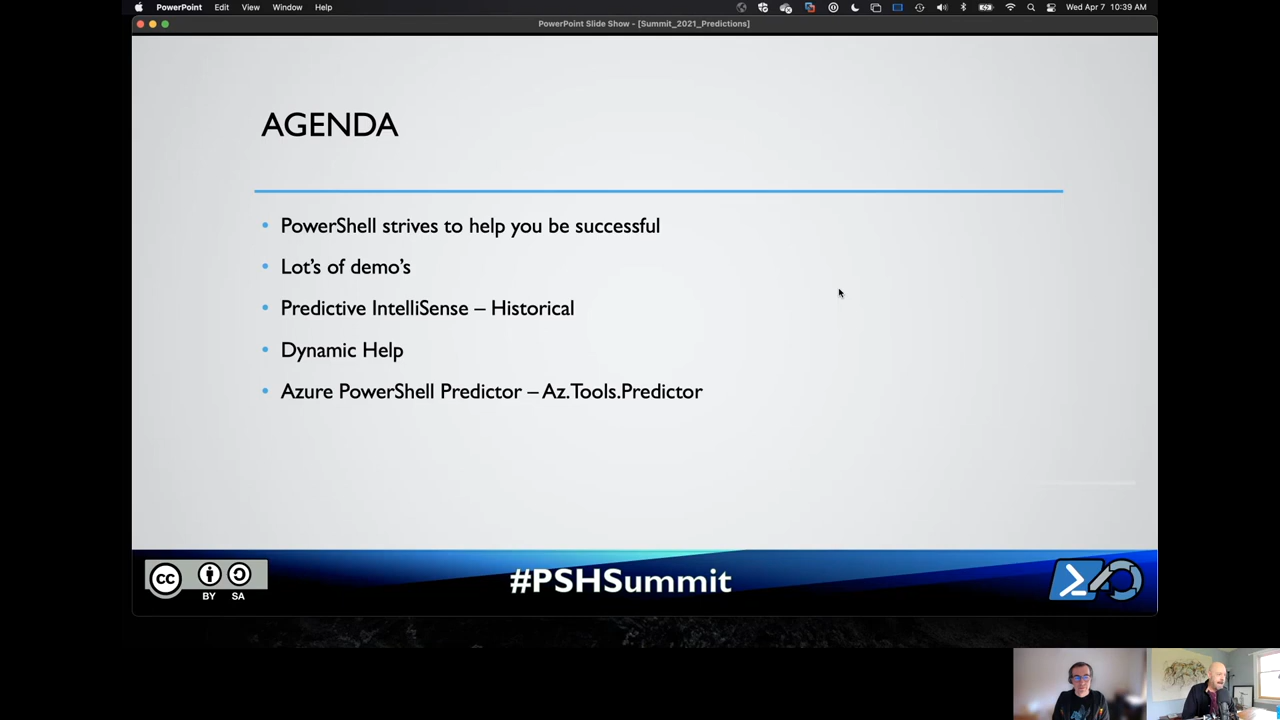 PowerPoint Edit View Window Help Wed Apr 7 10:39 AM
PowerPoint Slide Show - [Summit_2021_Predictions]
AGENDA
• PowerShell strives to help you be successful
• Lot’s of demo’s
• Predictive IntelliSense – Historical
• Dynamic Help
• Azure PowerShell Predictor – Az.Tools.Predictor
cc
BY SA
#PSHSummit